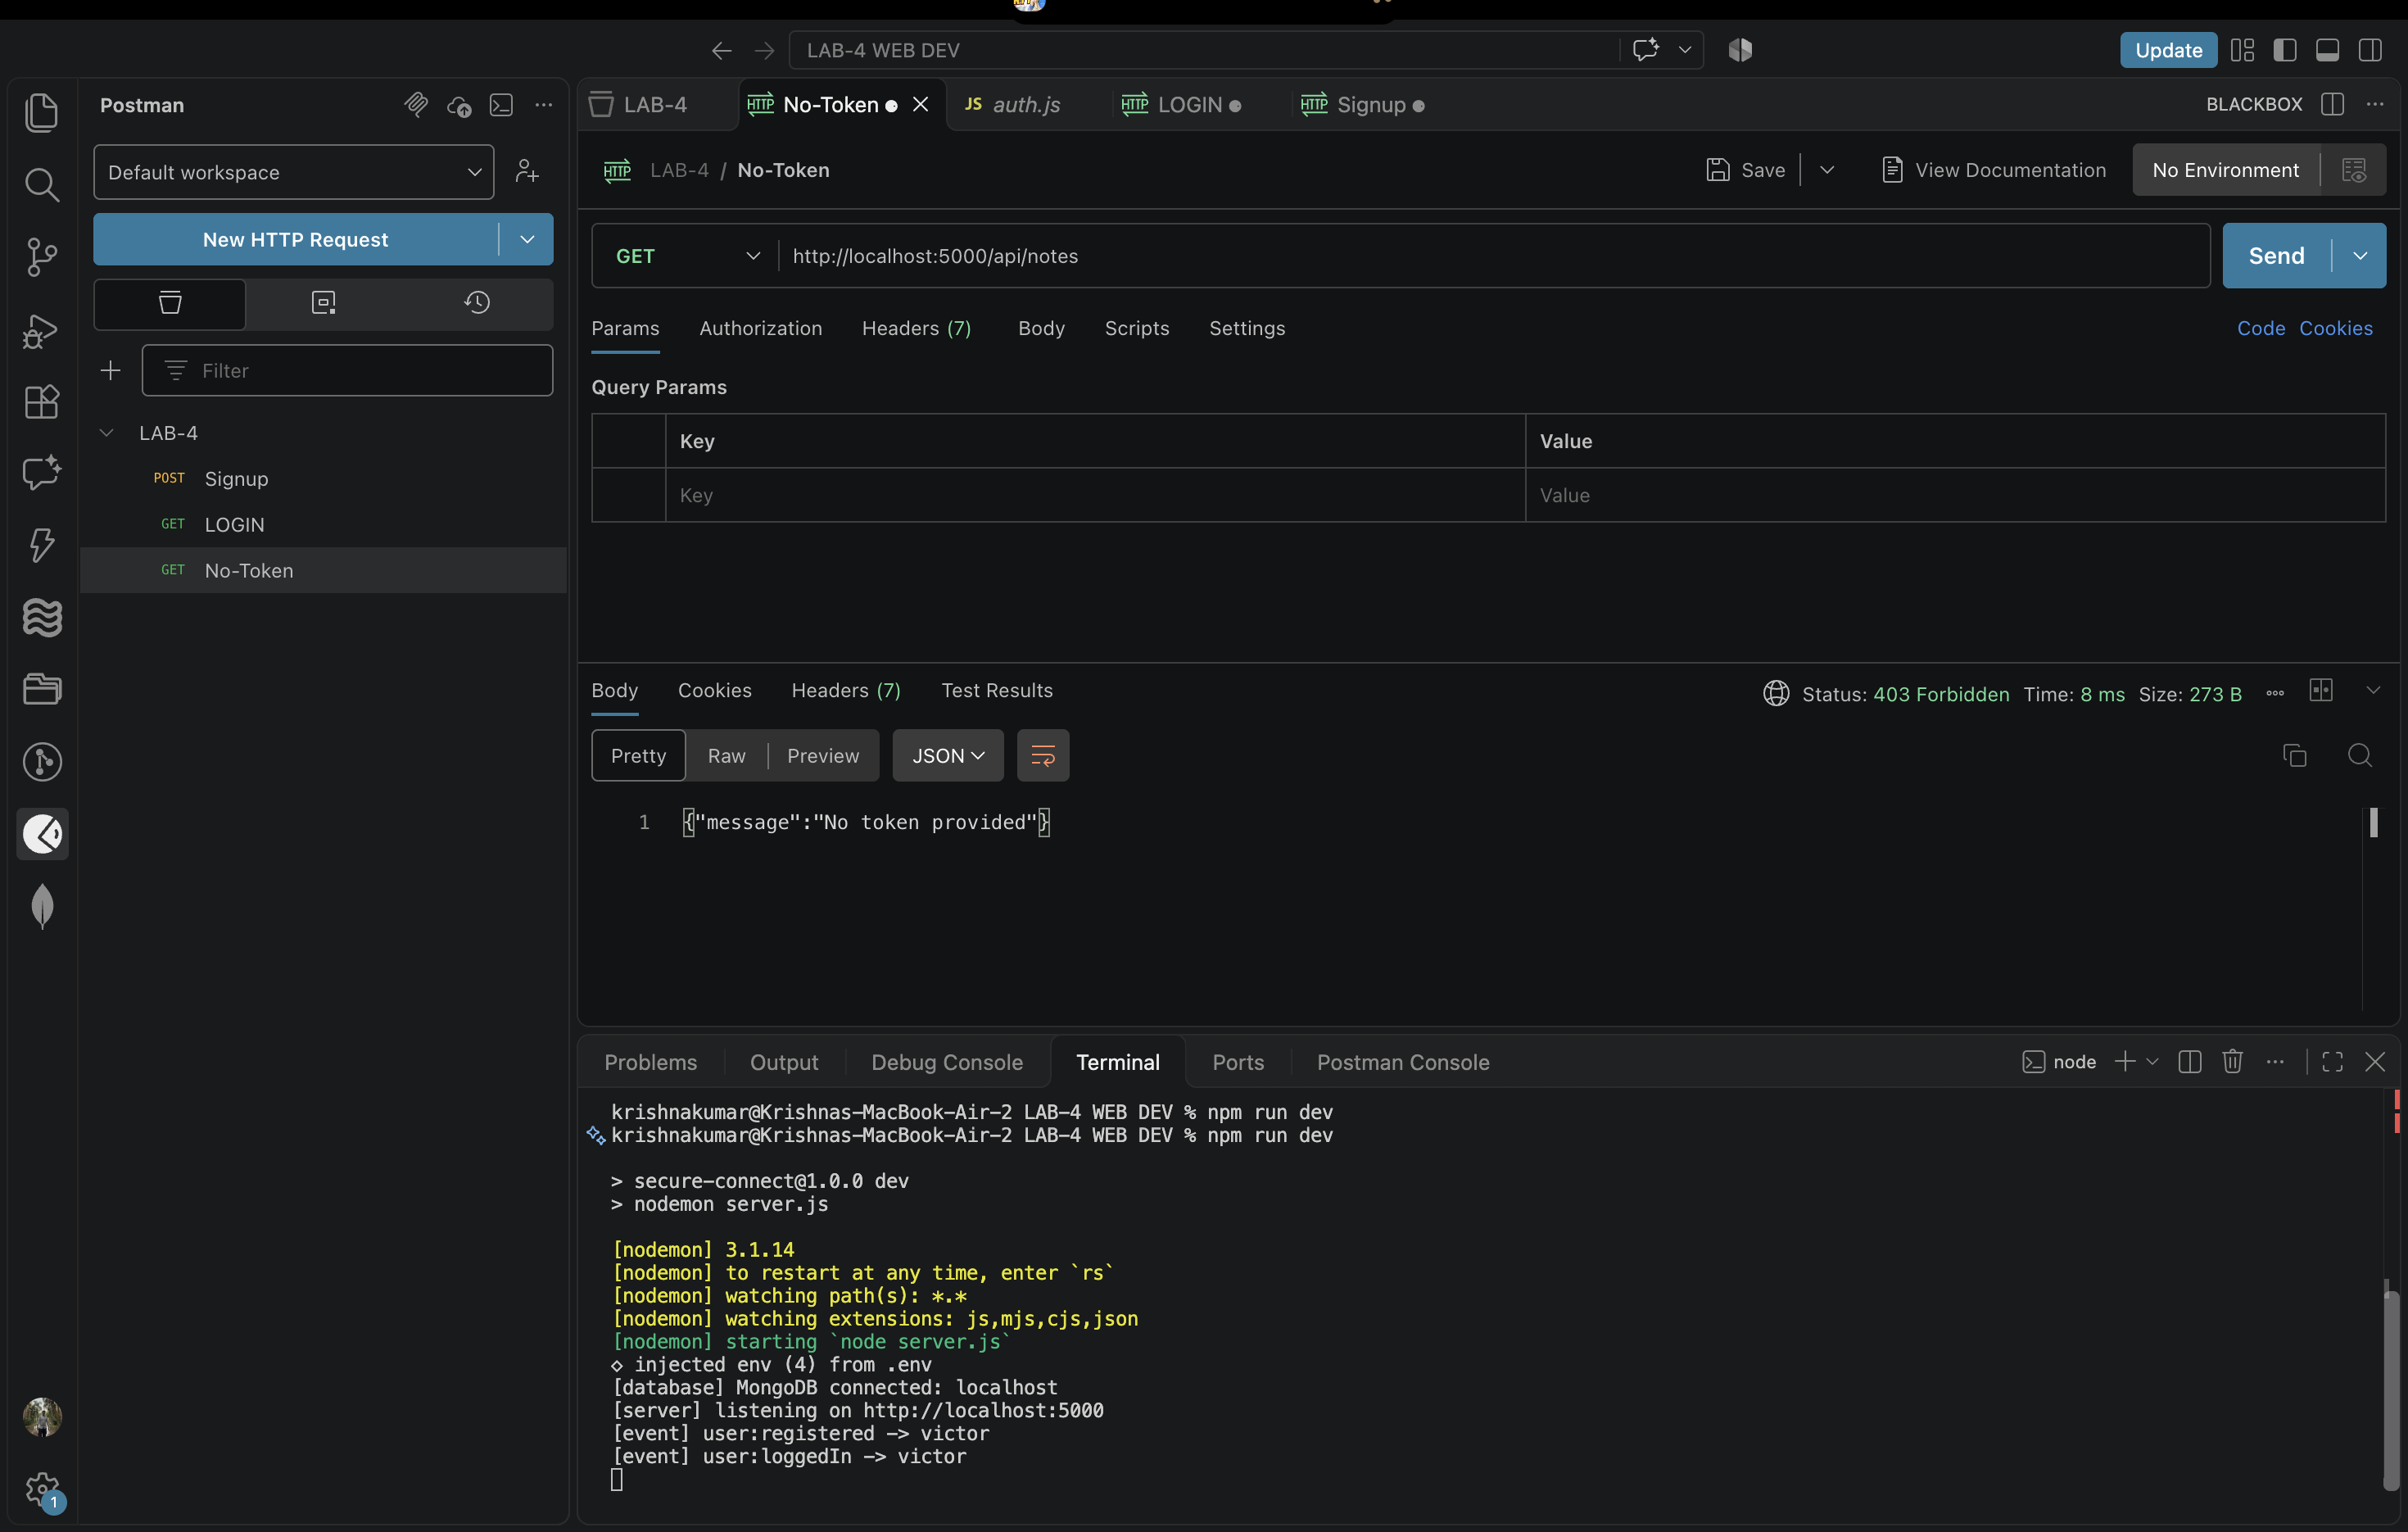 LAB-4 WEB DEV
Update
Postman
LAB-4
HTTP No-Token
JS auth.js
HTTP LOGIN
HTTP Signup
BLACKBOX
Default workspace
HTTP LAB-4 / No-Token
Save
View Documentation
No Environment
New HTTP Request
GET
http://localhost:5000/api/notes
Send
Params
Authorization
Headers (7)
Body
Scripts
Settings
Code
Cookies
Filter
Query Params
Key
Value
Key
Value
LAB-4
POST Signup
GET LOGIN
GET No-Token
Body
Cookies
Headers (7)
Test Results
Status: 403 Forbidden
Time: 8 ms
Size: 273 B
Pretty
Raw
Preview
JSON
1 {"message":"No token provided"}
Problems
Output
Debug Console
Terminal
Ports
Postman Console
node
krishnakumar@Krishnas-MacBook-Air-2 LAB-4 WEB DEV % npm run dev
krishnakumar@Krishnas-MacBook-Air-2 LAB-4 WEB DEV % npm run dev
> secure-connect@1.0.0 dev
> nodemon server.js
[nodemon] 3.1.14
[nodemon] to restart at any time, enter `rs`
[nodemon] watching path(s): *.*
[nodemon] watching extensions: js,mjs,cjs,json
[nodemon] starting `node server.js`
◇ injected env (4) from .env
[database] MongoDB connected: localhost
[server] listening on http://localhost:5000
[event] user:registered -> victor
[event] user:loggedIn -> victor
1